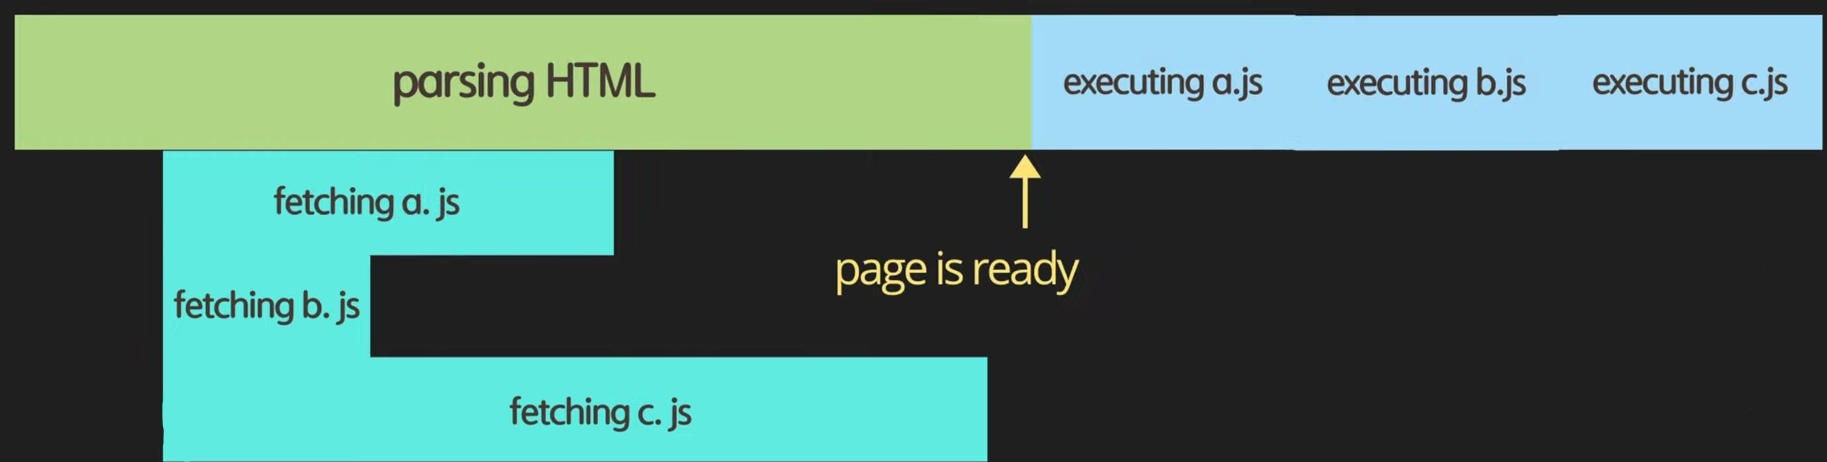 parsing HTML
executing a.js
executing b.js
executing c.js
fetching a. js
page is ready
fetching b. js
fetching c. js